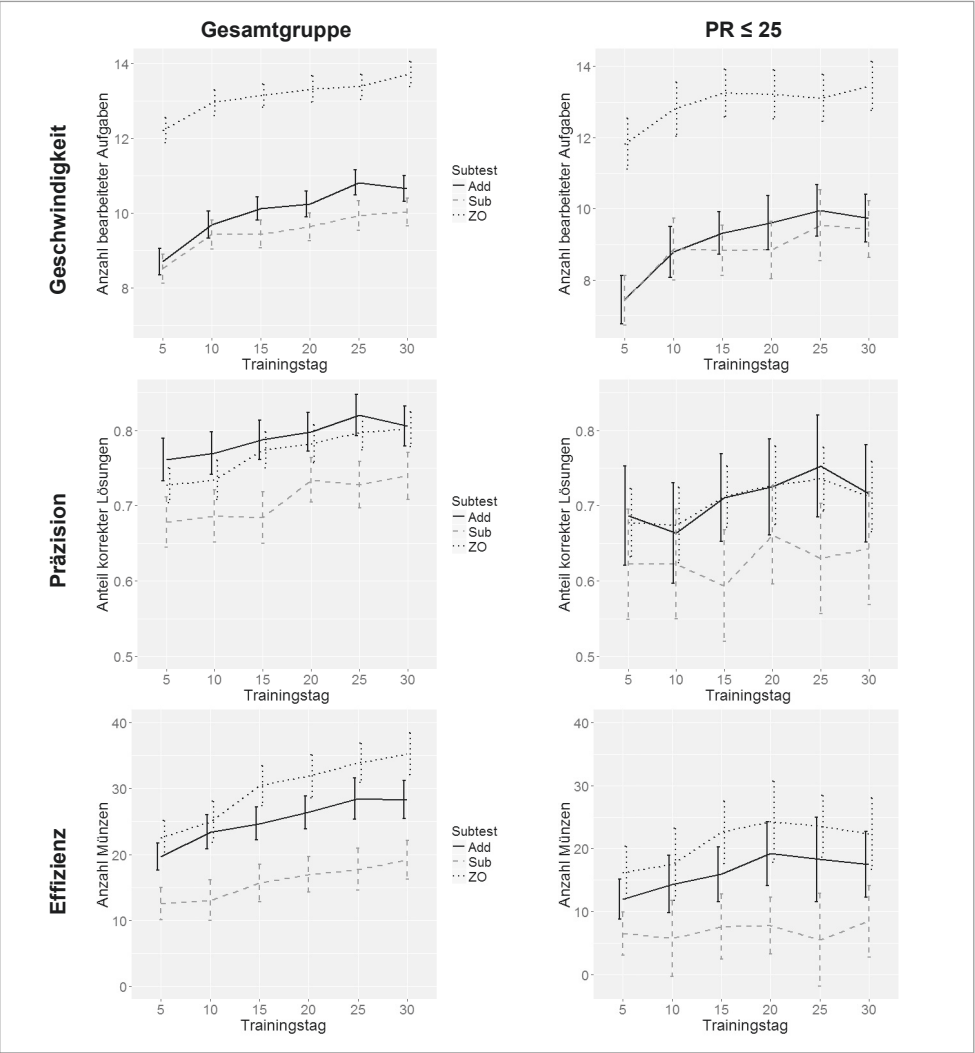 Gesamtgruppe
PR ≤ 25
Geschwindigkeit
Anzahl bearbeiteter Aufgaben
14
12
10
8
5 10 15 20 25 30
Trainingstag
Subtest
Add
Sub
ZO
Anzahl bearbeiteter Aufgaben
14
12
10
8
5 10 15 20 25 30
Trainingstag
Präzision
Anteil korrekter Lösungen
0.8
0.7
0.6
0.5
5 10 15 20 25 30
Trainingstag
Subtest
Add
Sub
ZO
Anteil korrekter Lösungen
0.8
0.7
0.6
0.5
5 10 15 20 25 30
Trainingstag
Effizienz
Anzahl Münzen
40
30
20
10
0
5 10 15 20 25 30
Trainingstag
Subtest
Add
Sub
ZO
Anzahl Münzen
40
30
20
10
0
5 10 15 20 25 30
Trainingstag